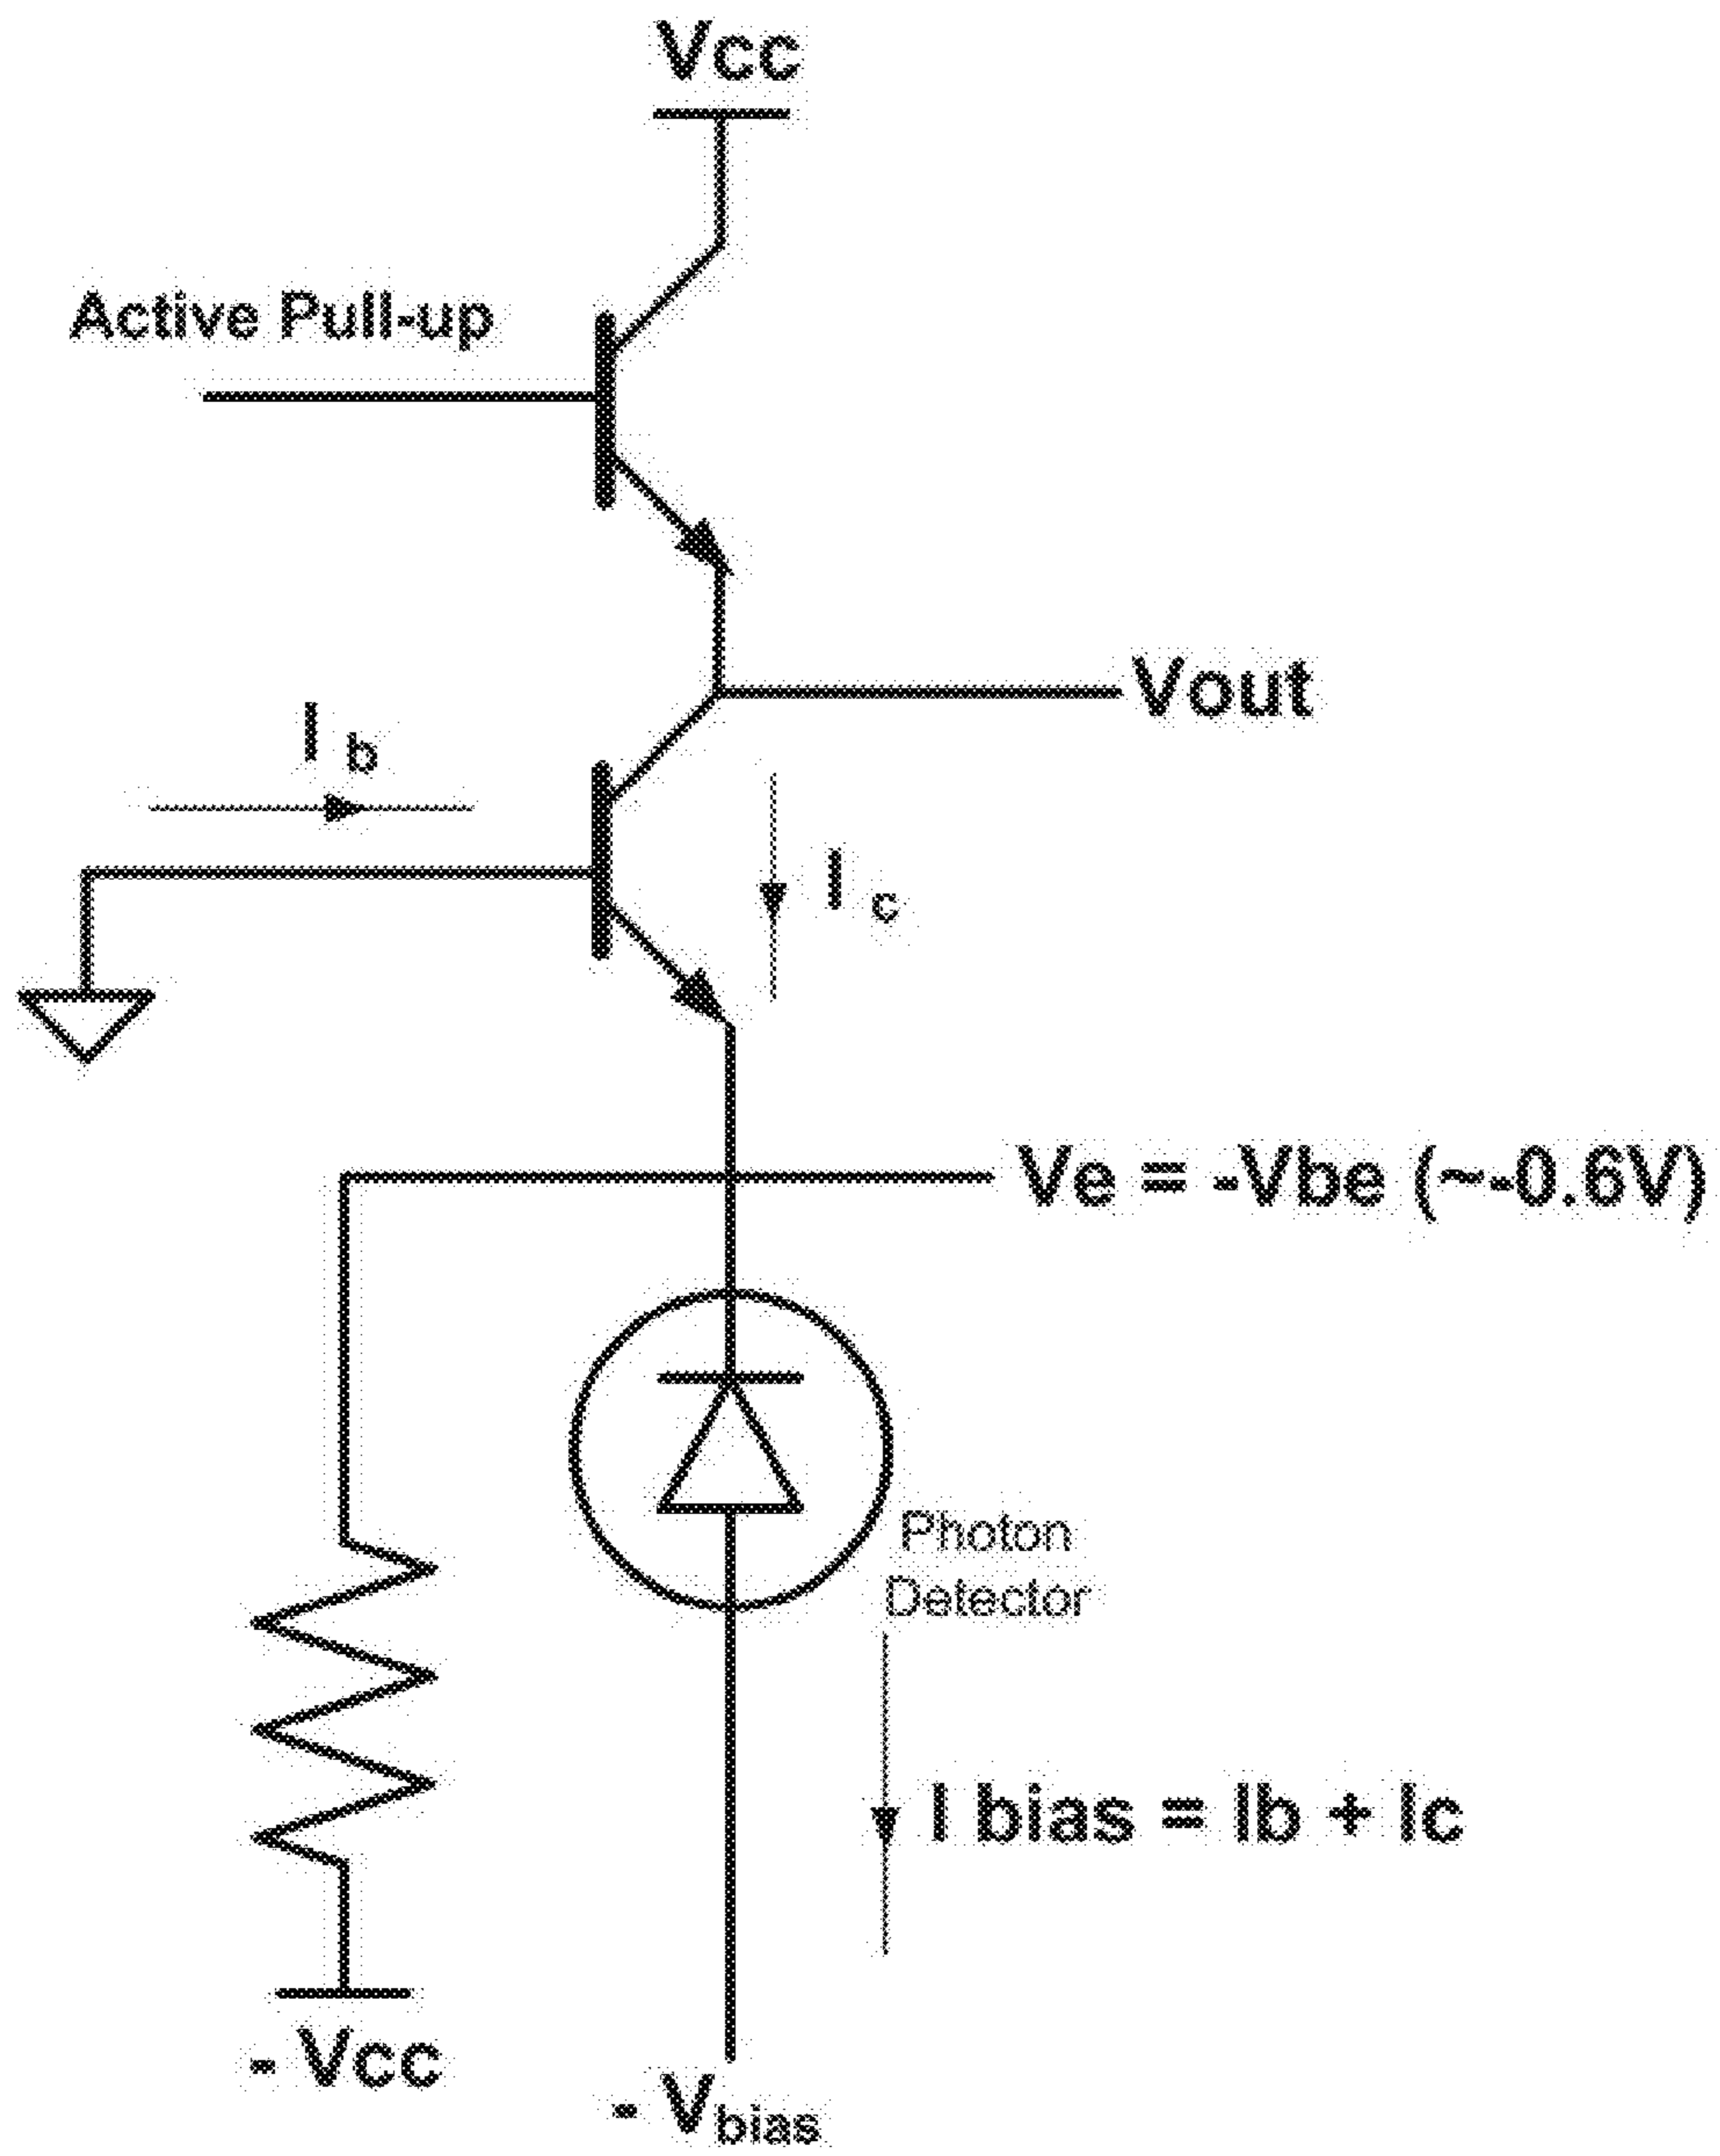 Vcc
Active Pull-up
Vout
I b
I c
Ve = -Vbe (~-0.6V)
Photon
Detector
I bias = Ib + Ic
- Vcc
- Vbias